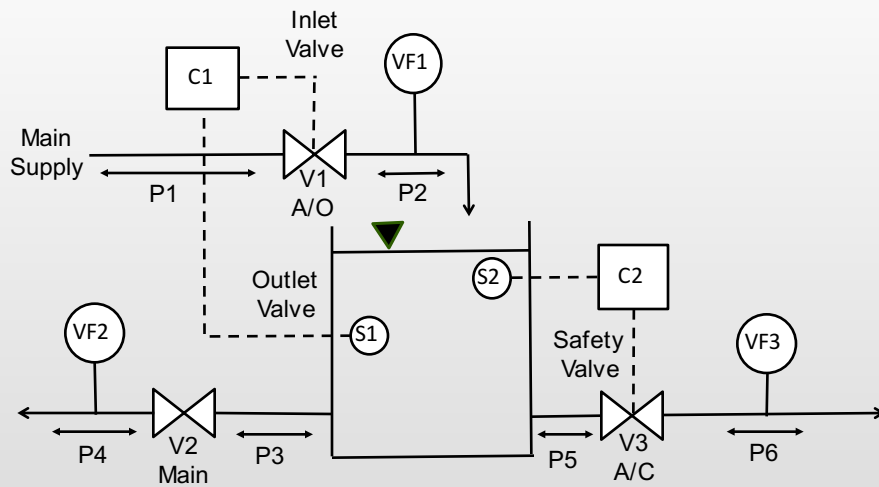 Inlet
Valve
C1
VF1
Main
Supply
P1
V1
A/O
P2
Outlet
Valve
S1
S2
C2
VF2
Safety
Valve
VF3
P4
V2
Main
P3
P5
V3
A/C
P6